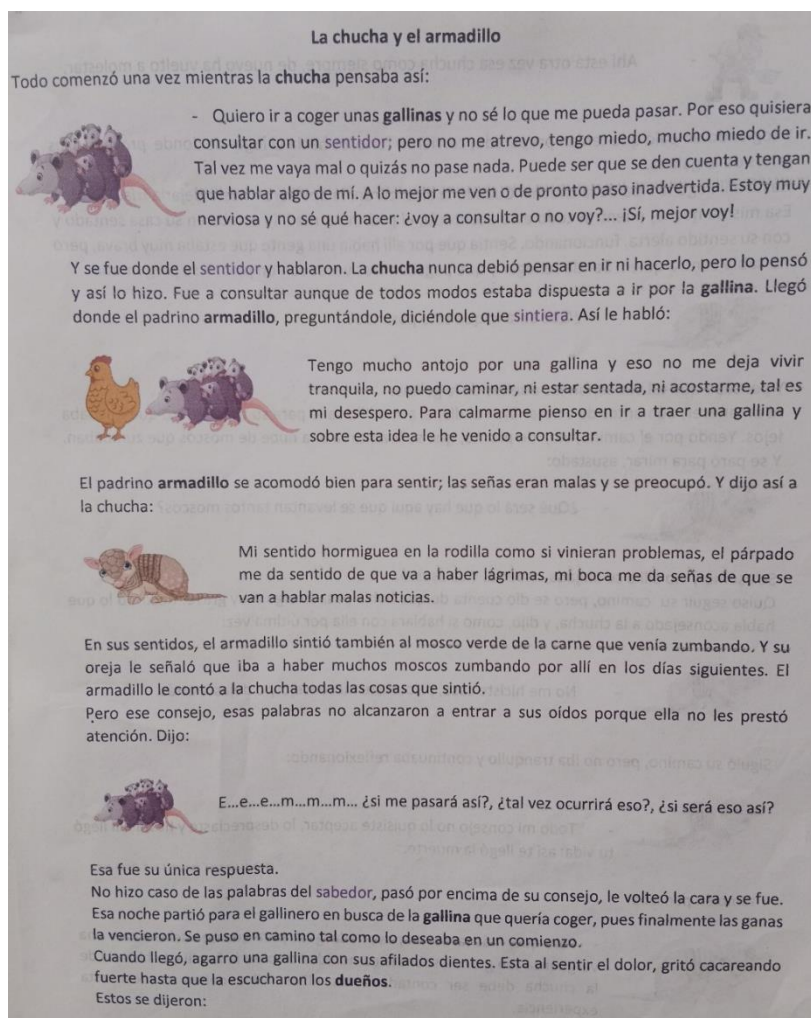 La chucha y el armadillo
Todo comenzó una vez mientras la chucha pensaba así:
- Quiero ir a coger unas gallinas y no sé lo que me pueda pasar. Por eso quisiera
consultar con un sentidor; pero no me atrevo, tengo miedo, mucho miedo de ir.
Tal vez me vaya mal o quizás no pase nada. Puede ser que se den cuenta y tengan
que hablar algo de mí. A lo mejor me ven o de pronto paso inadvertida. Estoy muy
nerviosa y no sé qué hacer: ¿voy a consultar o no voy?... ¡Sí, mejor voy!
Y se fue donde el sentidor y hablaron. La chucha nunca debió pensar en ir ni hacerlo, pero lo pensó
y así lo hizo. Fue a consultar aunque de todos modos estaba dispuesta a ir por la gallina. Llegó
donde el padrino armadillo, preguntándole, diciéndole que sintiera. Así le habló:
Tengo mucho antojo por una gallina y eso no me deja vivir
tranquila, no puedo caminar, ni estar sentada, ni acostarme, tal es
mi desespero. Para calmarme pienso en ir a traer una gallina y
sobre esta idea le he venido a consultar.
El padrino armadillo se acomodó bien para sentir; las señas eran malas y se preocupó. Y dijo así a
la chucha:
Mi sentido hormiguea en la rodilla como si vinieran problemas, el párpado
me da sentido de que va a haber lágrimas, mi boca me da señas de que se
van a hablar malas noticias.
En sus sentidos, el armadillo sintió también al mosco verde de la carne que venía zumbando. Y su
oreja le señaló que iba a haber muchos moscos zumbando por allí en los días siguientes. El
armadillo le contó a la chucha todas las cosas que sintió.
Pero ese consejo, esas palabras no alcanzaron a entrar a sus oídos porque ella no les prestó
atención. Dijo:
E...e...e...m...m...m... ¿si me pasará así?, ¿tal vez ocurrirá eso?, ¿si será eso así?
Esa fue su única respuesta.
No hizo caso de las palabras del sabedor, pasó por encima de su consejo, le volteó la cara y se fue.
Esa noche partió para el gallinero en busca de la gallina que quería coger, pues finalmente las ganas
la vencieron. Se puso en camino tal como lo deseaba en un comienzo.
Cuando llegó, agarro una gallina con sus afilados dientes. Esta al sentir el dolor, gritó cacareando
fuerte hasta que la escucharon los dueños.
Estos se dijeron: